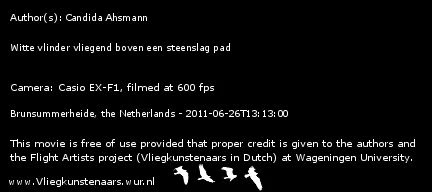 Author(s): Candida Ahsmann
Witte vlinder vliegend boven een steenslag pad
Camera: Casio EX-F1, filmed at 600 fps
Brunsummerheide, the Netherlands - 2011-06-26T13:13:00
This movie is free of use provided that proper credit is given to the authors and
the Flight Artists project (Vliegkunstenaars in Dutch) at Wageningen University.
www.Vliegkunstenaars.wur.nl